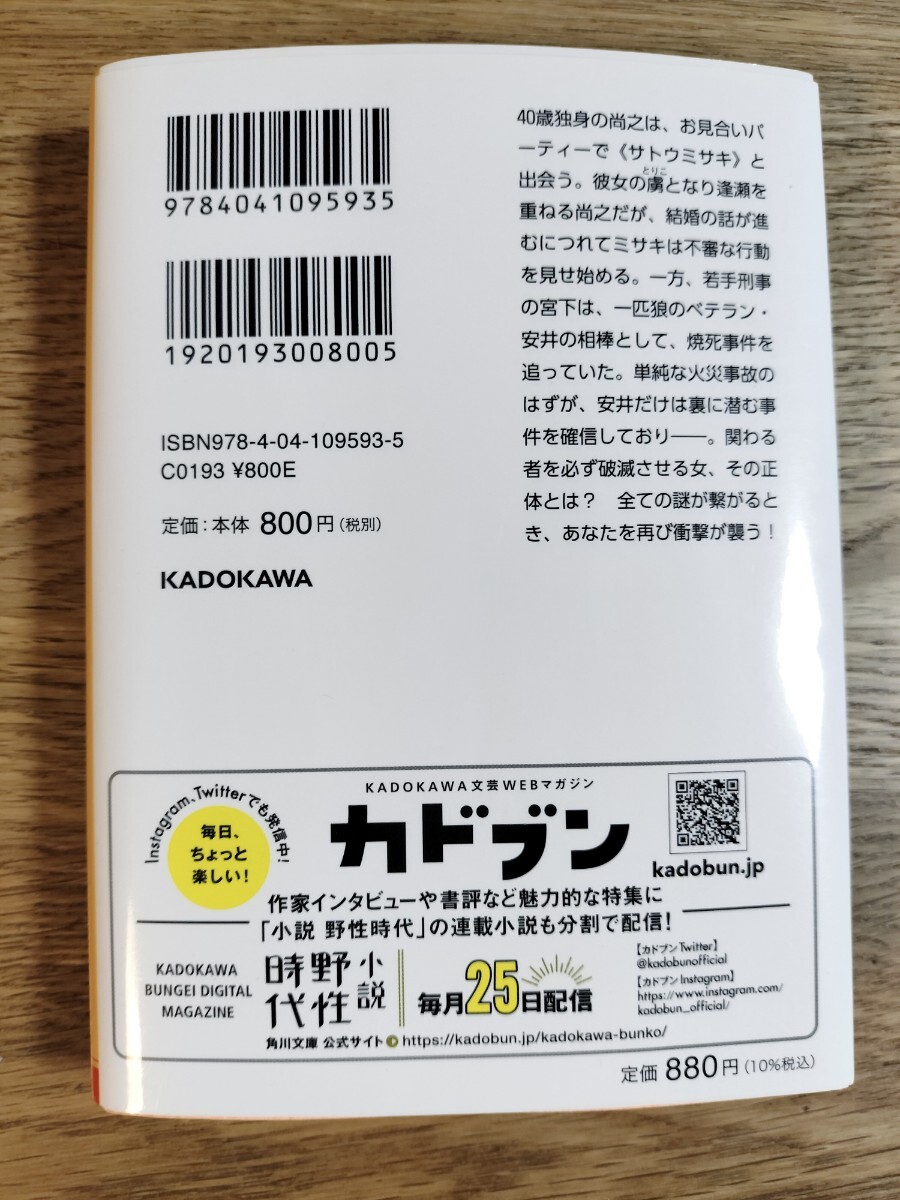 9784041095935
1920193008005
ISBN978-4-04-109593-5
C0193 ¥800E
定価：本体 800円（税別）
KADOKAWA
40歳独身の尚之は、お見合いパ
ーティーで《サトウミサキ》と
出会う。彼女の虜となり逢瀬を
とりこ
重ねる尚之だが、結婚の話が進
むにつれてミサキは不審な行動
を見せ始める。一方、若手刑事
の宮下は、一匹狼のベテラン・
安井の相棒として、焼死事件を
追っていた。単純な火災事故の
はずが、安井だけは裏に潜む事
件を確信しており――。関わる
者を必ず破滅させる女、その正
体とは？　全ての謎が繋がると
き、あなたを再び衝撃が襲う！
Instagram、Twitterでも発信中！
毎日、
ちょっと
楽しい！
KADOKAWA文芸WEBマガジン
カドブン
kadobun.jp
作家インタビューや書評など魅力的な特集に
「小説 野性時代」の連載小説も分割で配信！
KADOKAWA
BUNGEI DIGITAL
MAGAZINE
小説
野性
時代
毎月25日配信
【カドブンTwitter】
@kadobunofficial
【カドブンInstagram】
https://www.instagram.com/
kadobun_official/
角川文庫 公式サイト https://kadobun.jp/kadokawa-bunko/
定価 880円（10%税込）